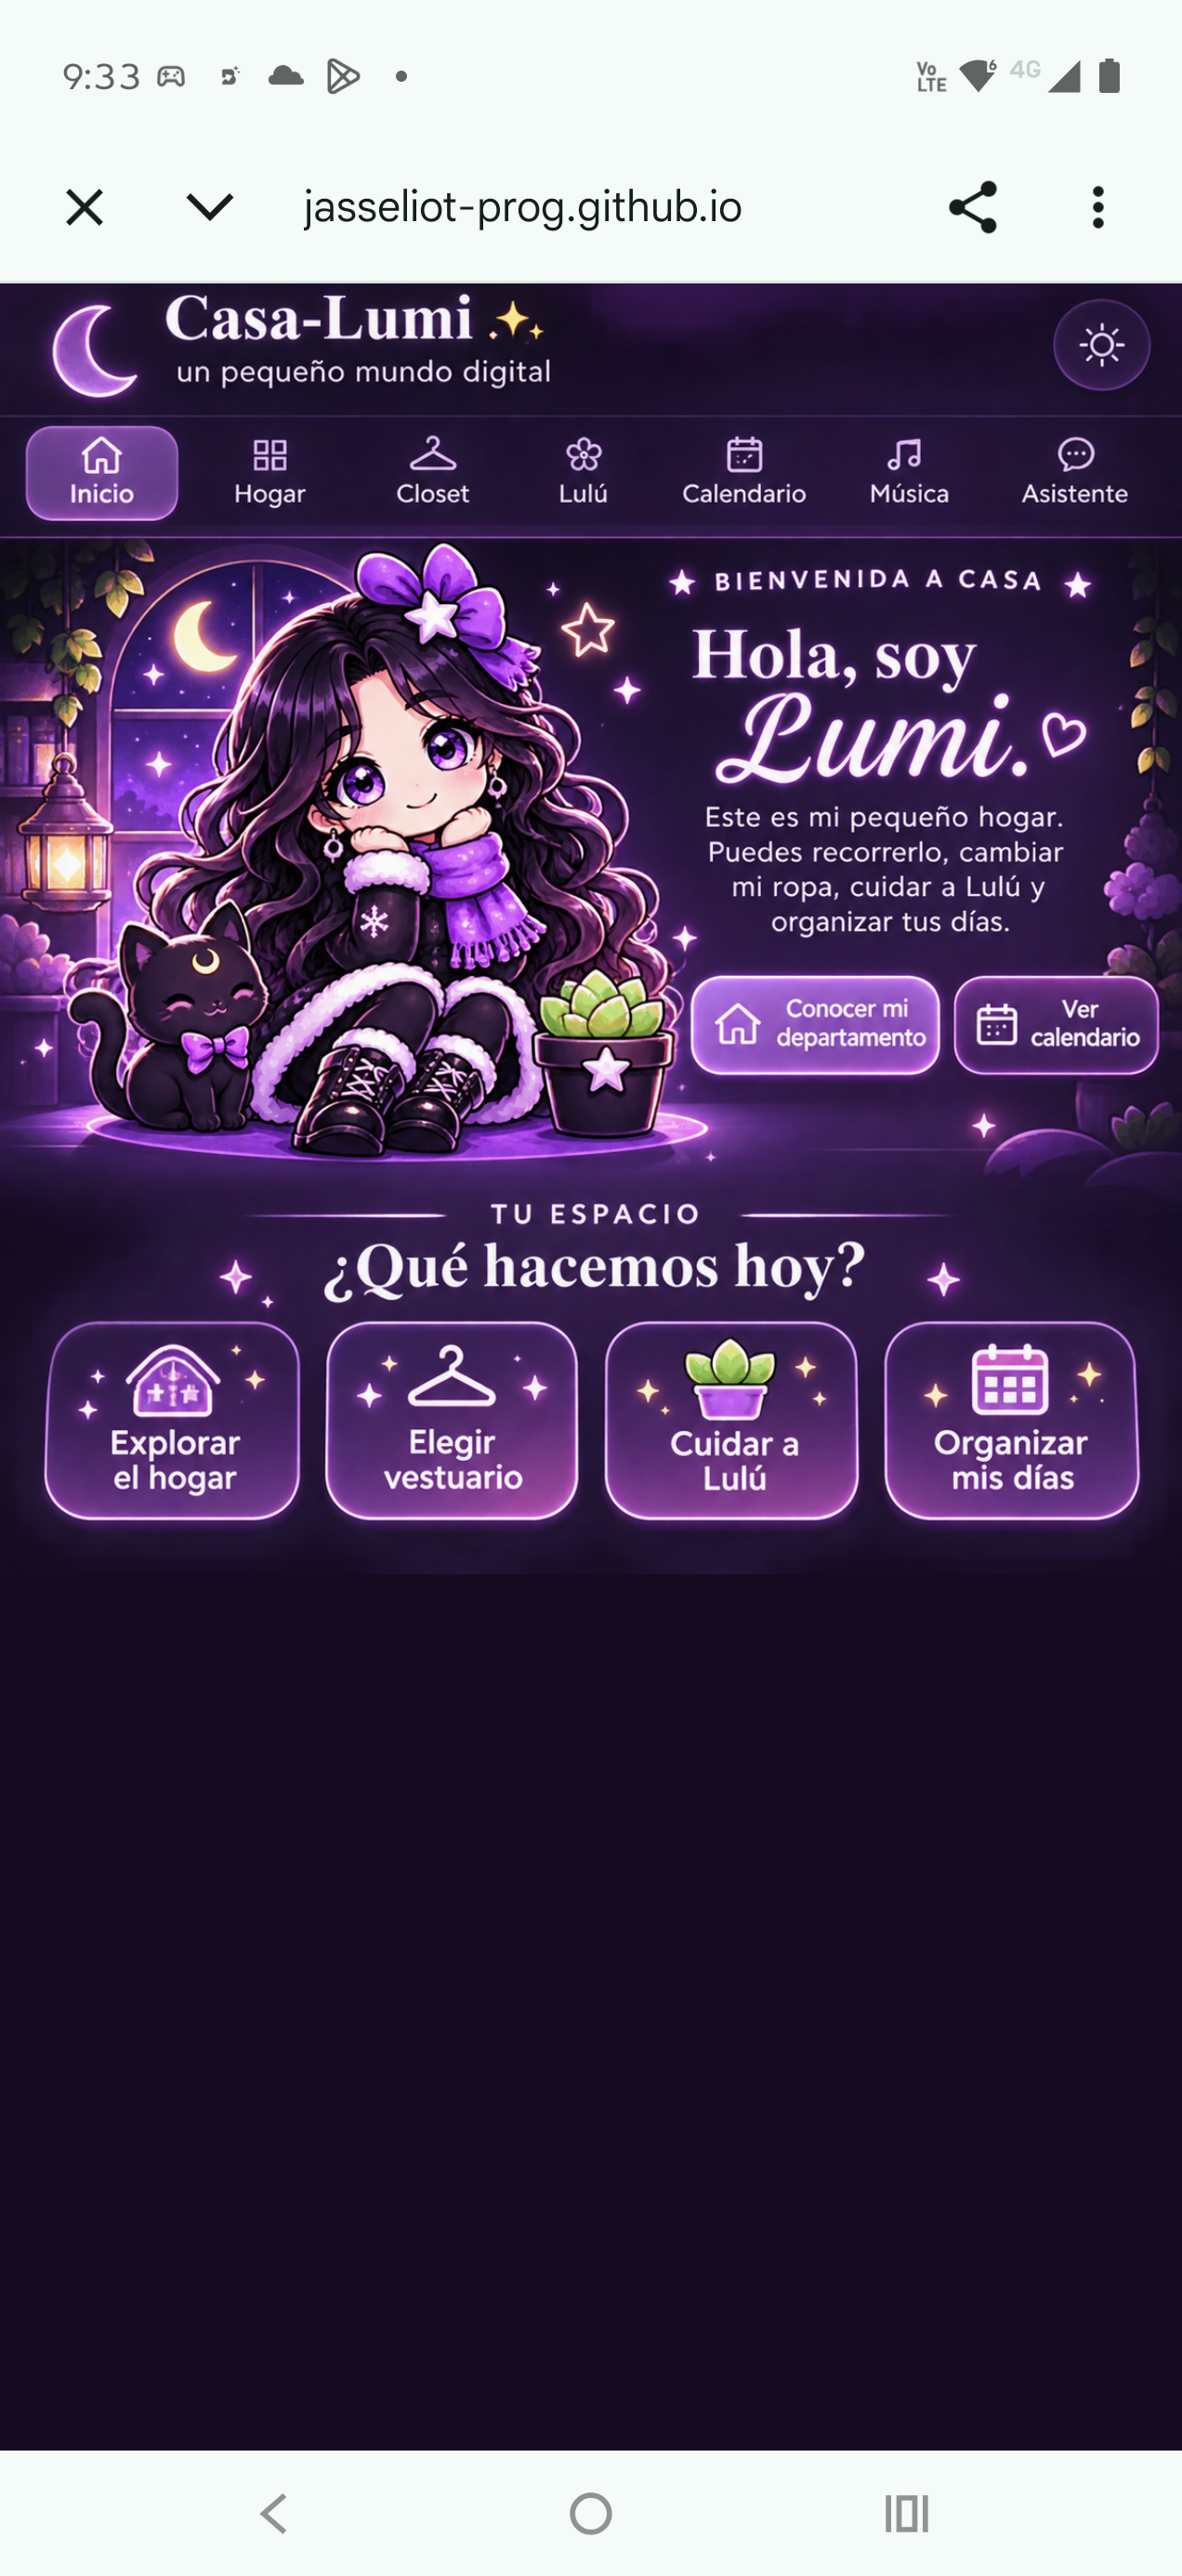 9:33
Vo
LTE
6
4G
jasseliot-prog.github.io
Casa-Lumi
un pequeño mundo digital
Inicio
Hogar
Closet
Lulú
Calendario
Música
Asistente
BIENVENIDA A CASA
Hola, soy
Lumi.
Este es mi pequeño hogar.
Puedes recorrerlo, cambiar
mi ropa, cuidar a Lulú y
organizar tus días.
Conocer mi
departamento
Ver
calendario
TU ESPACIO
¿Qué hacemos hoy?
Explorar
el hogar
Elegir
vestuario
Cuidar a
Lulú
Organizar
mis días